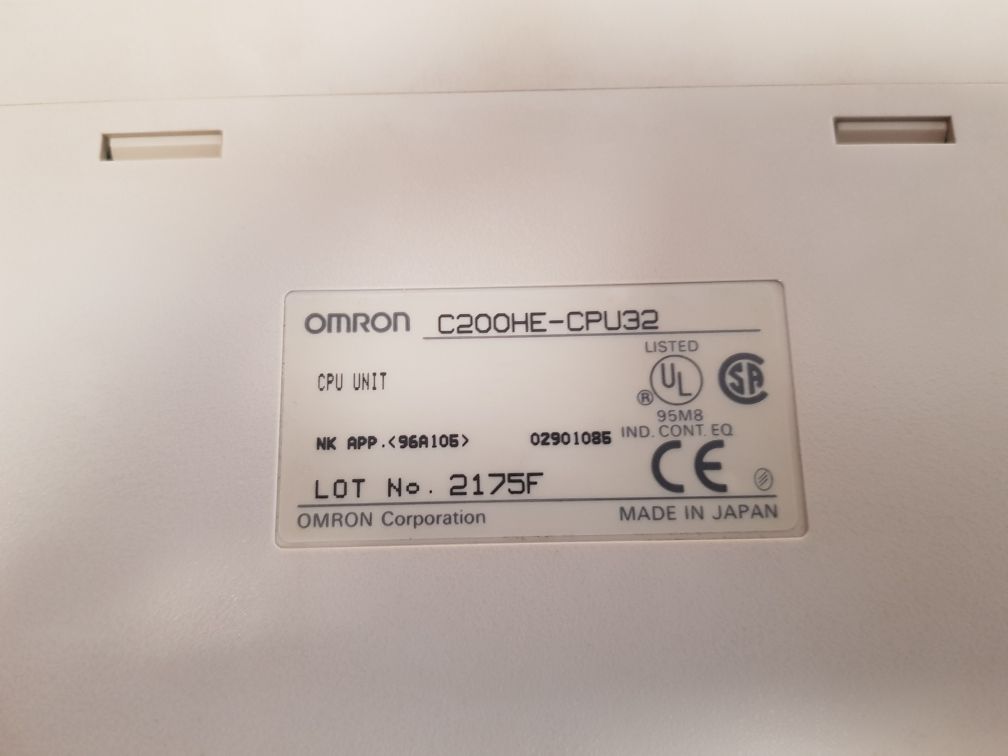 OMRON C200HE-CPU32
LISTED
CPU UNIT
UL
SA
®
95M8
NK APP.<96A105> 02901085 IND. CONT. EQ
CE
LOT No. 2175F
OMRON Corporation MADE IN JAPAN